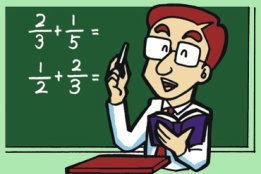 2/3 + 1/5 =
1/2 + 2/3 =